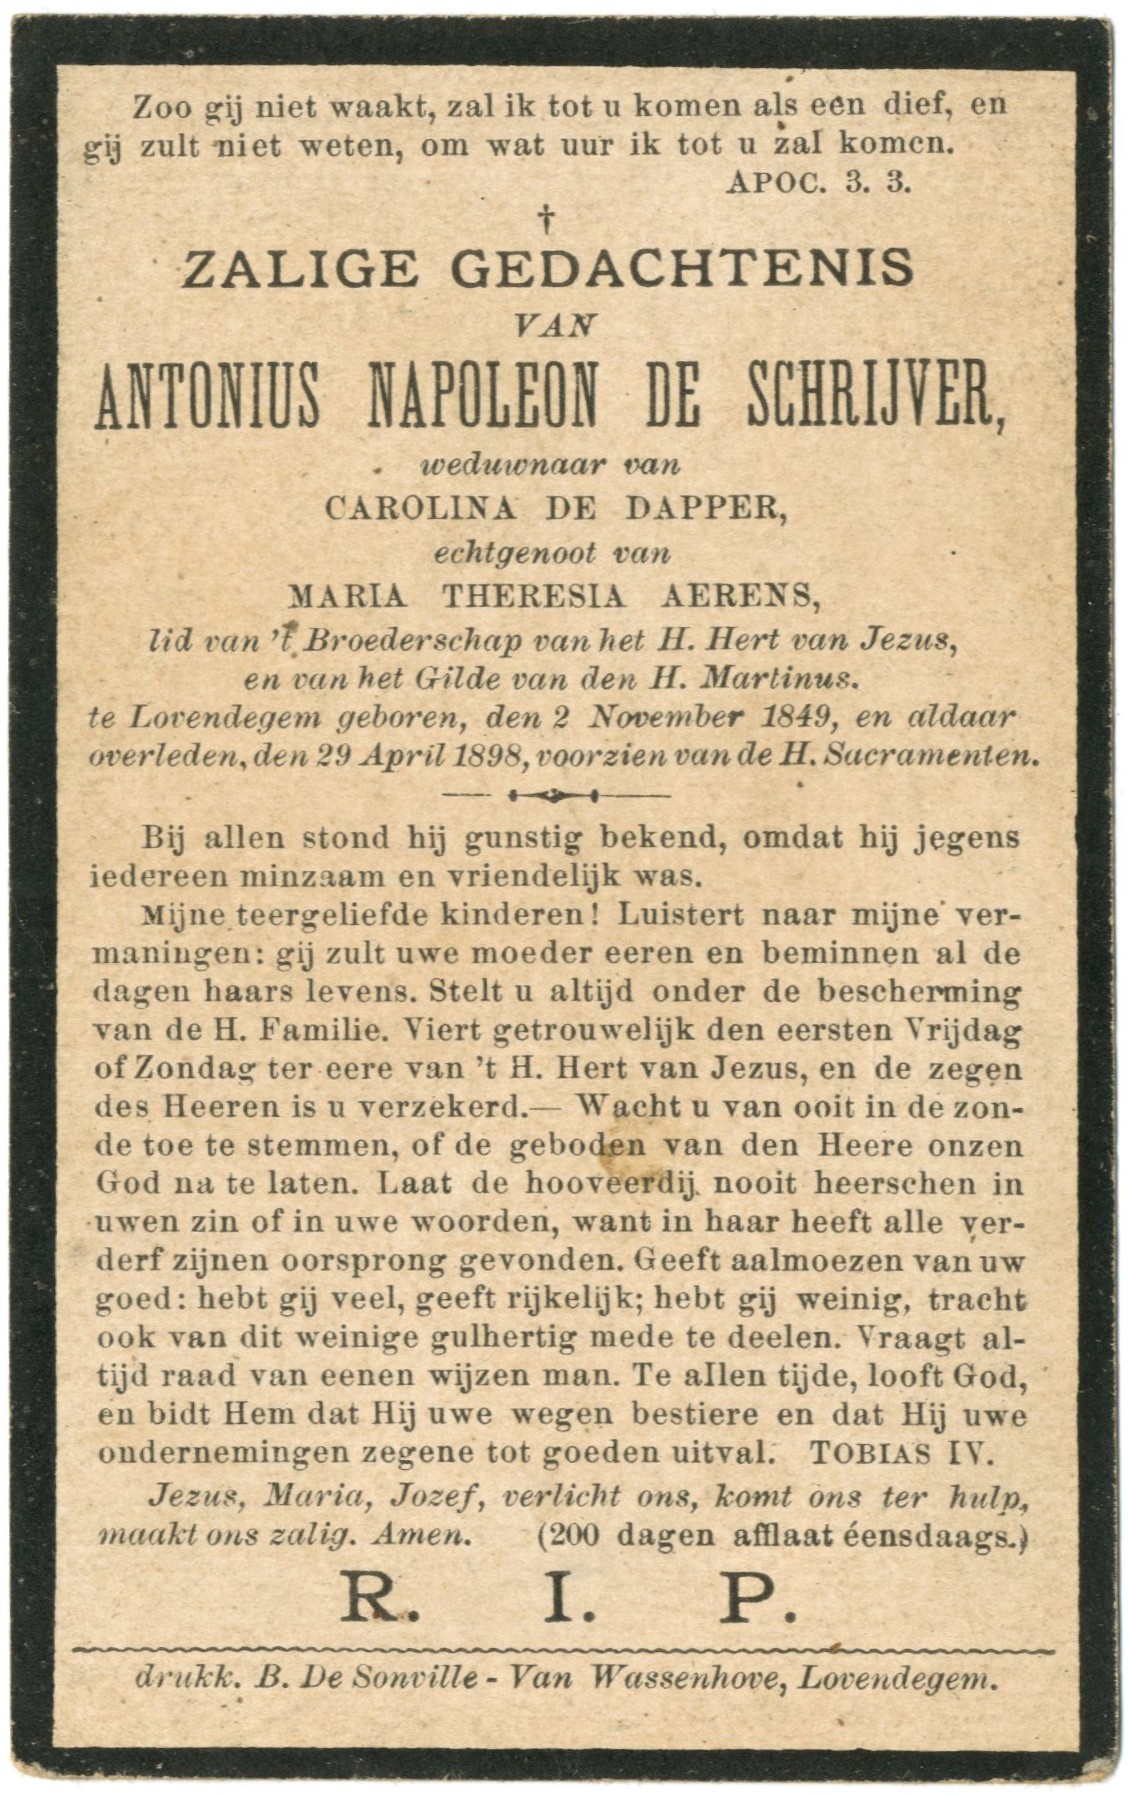 Zoo gij niet waakt, zal ik tot u komen als een dief, en
gij zult niet weten, om wat uur ik tot u zal komen.
APOC. 3. 3.
†
ZALIGE GEDACHTENIS
VAN
ANTONIUS NAPOLEON DE SCHRIJVER,
weduwnaar van
CAROLINA DE DAPPER,
echtgenoot van
MARIA THERESIA AERENS,
lid van 't Broederschap van het H. Hert van Jezus,
en van het Gilde van den H. Martinus.
te Lovendegem geboren, den 2 November 1849, en aldaar
overleden, den 29 April 1898, voorzien van de H. Sacramenten.
Bij allen stond hij gunstig bekend, omdat hij jegens
iedereen minzaam en vriendelijk was.
Mijne teergeliefde kinderen! Luistert naar mijne ver-
maningen: gij zult uwe moeder eeren en beminnen al de
dagen haars levens. Stelt u altijd onder de bescherming
van de H. Familie. Viert getrouwelijk den eersten Vrijdag
of Zondag ter eere van 't H. Hert van Jezus, en de zegen
des Heeren is u verzekerd.— Wacht u van ooit in de zon-
de toe te stemmen, of de geboden van den Heere onzen
God na te laten. Laat de hooveerdij nooit heerschen in
uwen zin of in uwe woorden, want in haar heeft alle ver-
derf zijnen oorsprong gevonden. Geeft aalmoezen van uw
goed: hebt gij veel, geeft rijkelijk; hebt gij weinig, tracht
ook van dit weinige gulhertig mede te deelen. Vraagt al-
tijd raad van eenen wijzen man. Te allen tijde, looft God,
en bidt Hem dat Hij uwe wegen bestiere en dat Hij uwe
ondernemingen zegene tot goeden uitval. TOBIAS IV.
Jezus, Maria, Jozef, verlicht ons, komt ons ter hulp,
maakt ons zalig. Amen. (200 dagen afflaat éensdaags.)
R. I. P.
drukk. B. De Sonville - Van Wassenhove, Lovendegem.